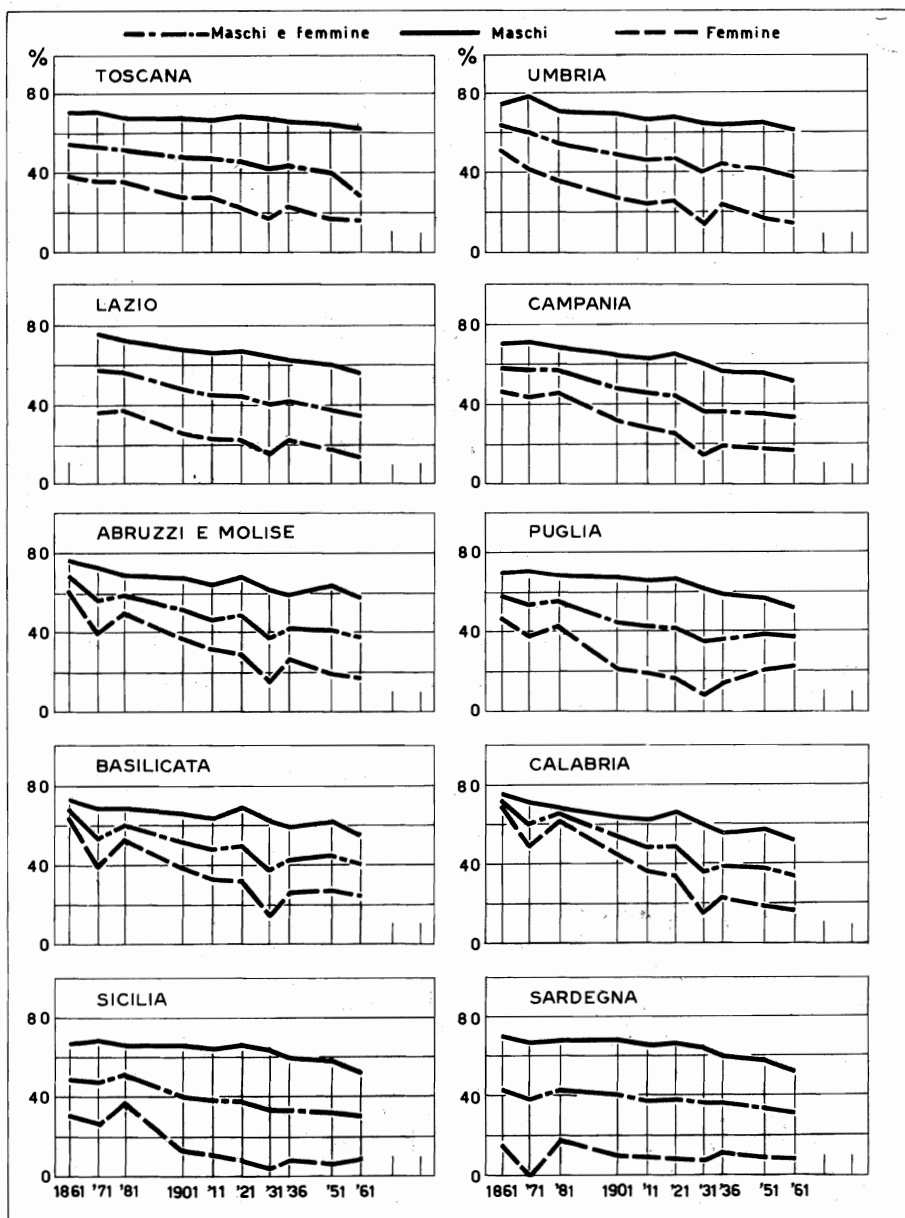 Maschi e femmine Maschi Femmine
% %
TOSCANA UMBRIA
80 80
40 40
0 0
LAZIO CAMPANIA
80 80
40 40
0 0
ABRUZZI E MOLISE PUGLIA
80 80
40 40
0 0
BASILICATA CALABRIA
80 80
40 40
0 0
SICILIA SARDEGNA
80 80
40 40
0 0
1861 '71 '81 1901 '11 '21 '31 '36 '51 '61 1861 '71 '81 1901 '11 '21 '31 '36 '51 '61